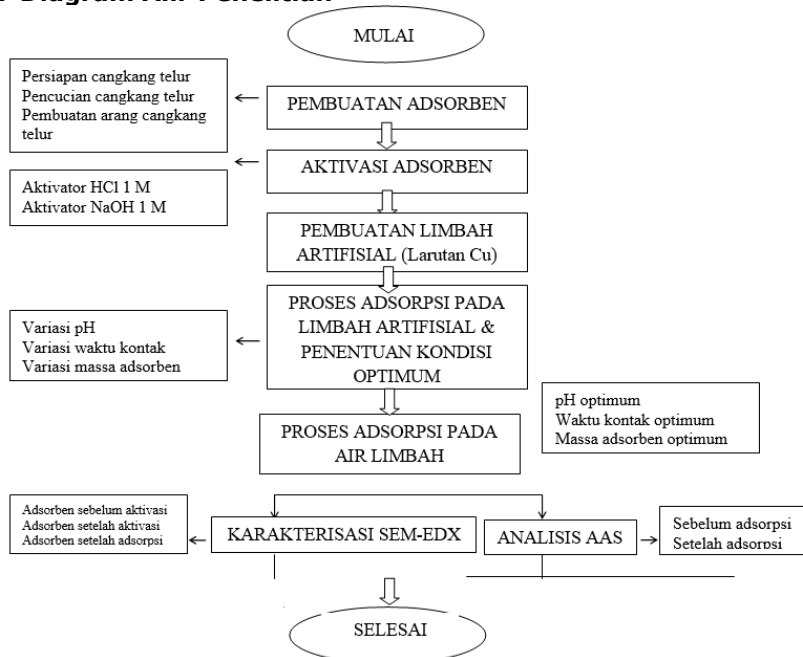 Diagram Alir Penelitian
MULAI
Persiapan cangkang telur
Pencucian cangkang telur
Pembuatan arang cangkang
telur
PEMBUATAN ADSORBEN
AKTIVASI ADSORBEN
Aktivator HCl 1 M
Aktivator NaOH 1 M
PEMBUATAN LIMBAH
ARTIFISIAL (Larutan Cu)
PROSES ADSORPSI PADA
LIMBAH ARTIFISIAL &
PENENTUAN KONDISI
OPTIMUM
Variasi pH
Variasi waktu kontak
Variasi massa adsorben
pH optimum
Waktu kontak optimum
Massa adsorben optimum
PROSES ADSORPSI PADA
AIR LIMBAH
Adsorben sebelum aktivasi
Adsorben setelah aktivasi
Adsorben setelah adsorpsi
KARAKTERISASI SEM-EDX
ANALISIS AAS
Sebelum adsorpsi
Setelah adsorpsi
SELESAI